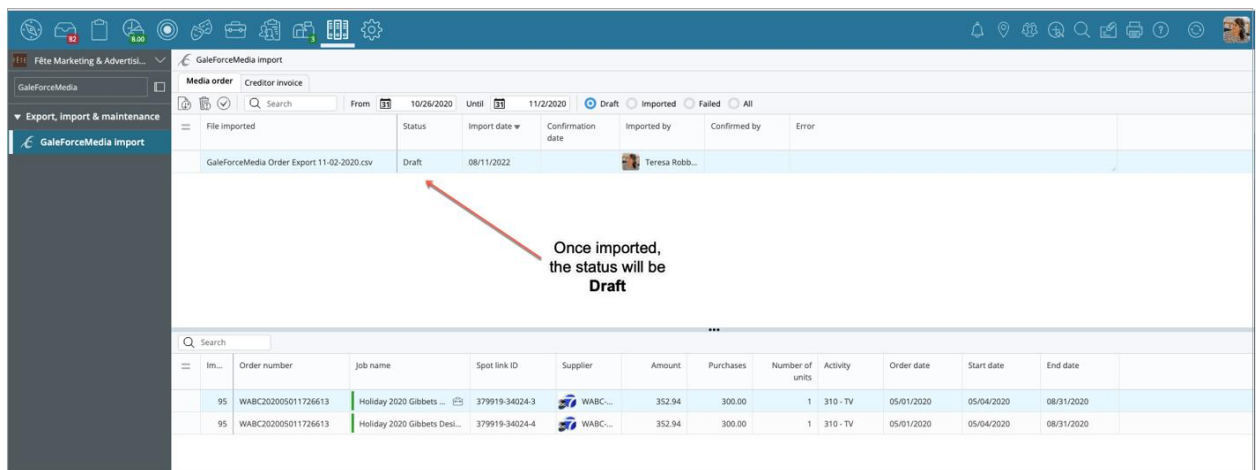 82
8.00
3
FÊTE Fête Marketing & Advertisi...
GaleForceMedia import
GaleForceMedia
Media order Creditor invoice
Search From 31 10/26/2020 Until 31 11/2/2020 Draft Imported Failed All
Export, import & maintenance
File imported Status Import date Confirmation date Imported by Confirmed by Error
GaleForceMedia import
GaleForceMedia Order Export 11-02-2020.csv Draft 08/11/2022 Teresa Robb...
Once imported,
the status will be
Draft
Search
Im... Order number Job name Spot link ID Supplier Amount Purchases Number of units Activity Order date Start date End date
95 WABC202005011726613 Holiday 2020 Gibbets ... 379919-34024-3 WABC-... 352.94 300.00 1 310 - TV 05/01/2020 05/04/2020 08/31/2020
95 WABC202005011726613 Holiday 2020 Gibbets Desi... 379919-34024-4 WABC-... 352.94 300.00 1 310 - TV 05/01/2020 05/04/2020 08/31/2020